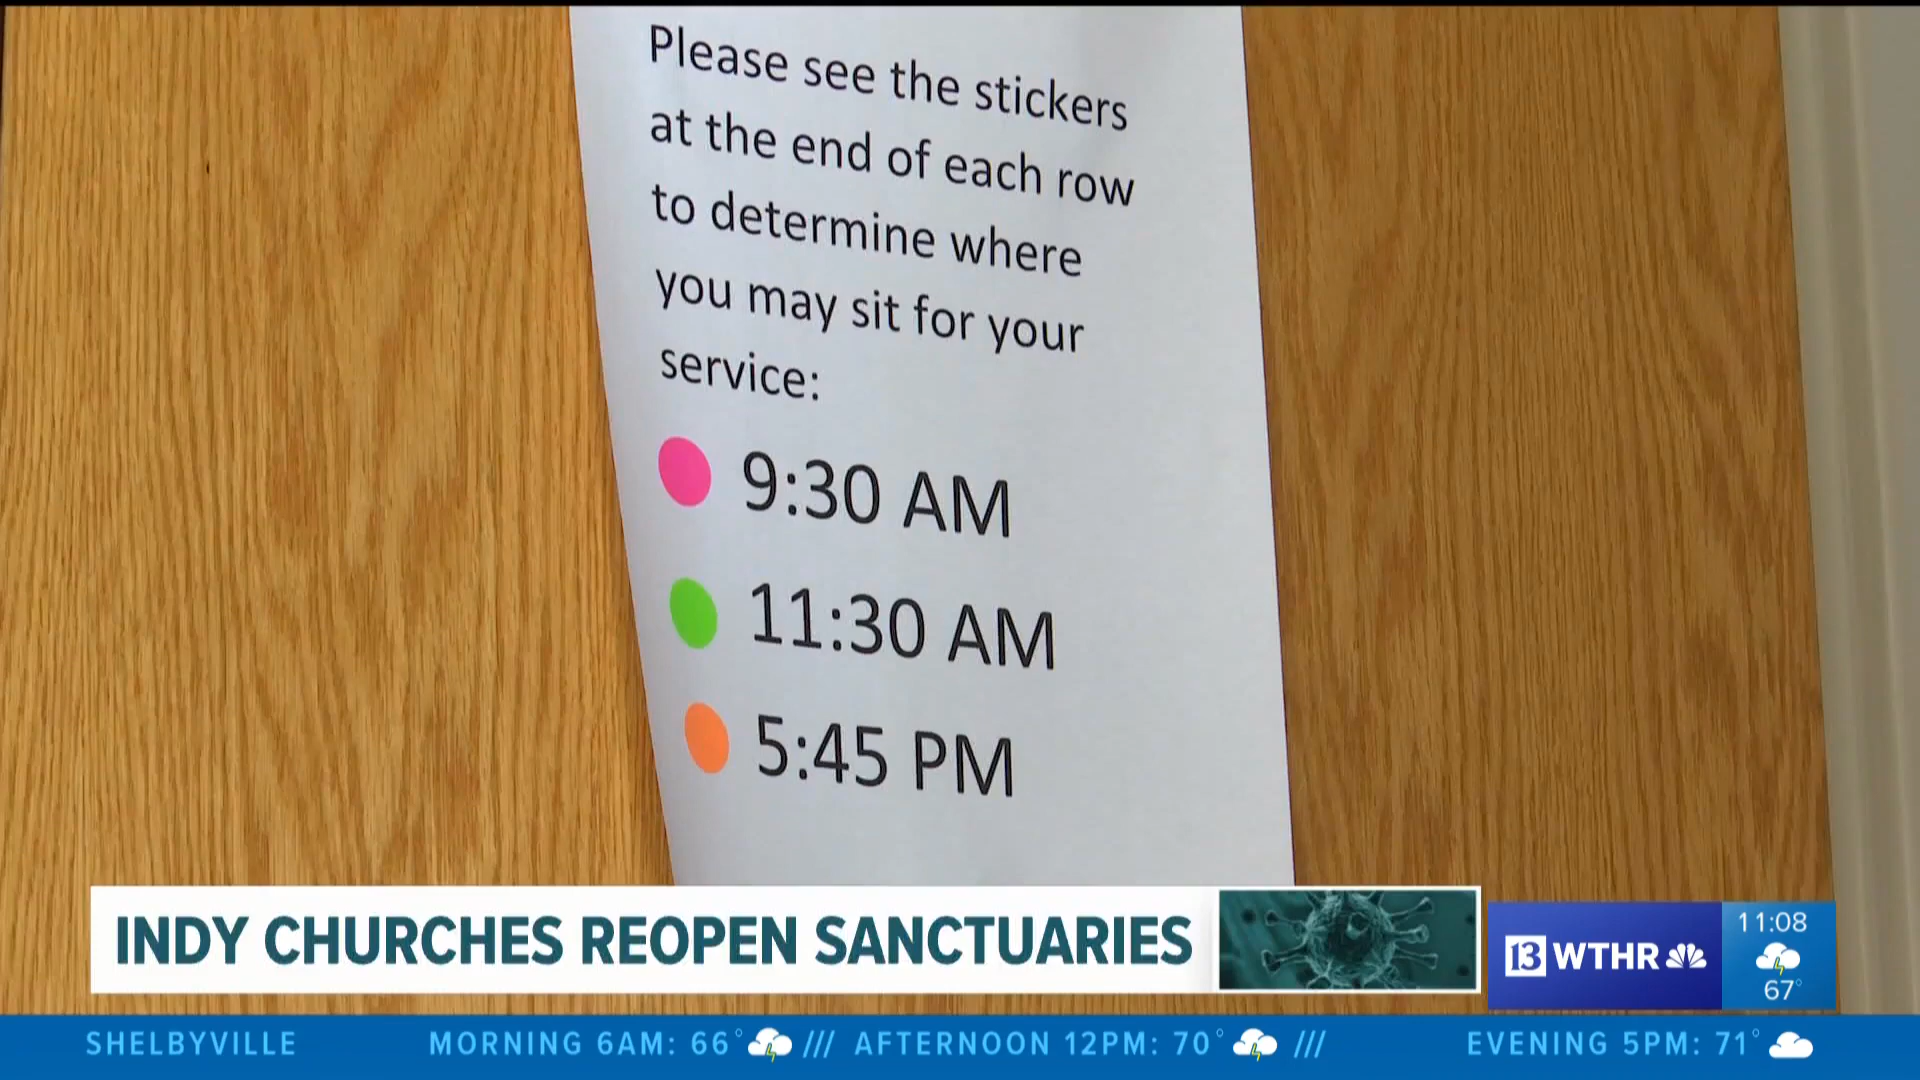 Please see the stickers
at the end of each row
to determine where
you may sit for your
service:
9:30 AM
11:30 AM
5:45 PM
INDY CHURCHES REOPEN SANCTUARIES
13 WTHR
11:08
67°
SHELBYVILLE MORNING 6AM: 66° /// AFTERNOON 12PM: 70° /// EVENING 5PM: 71°